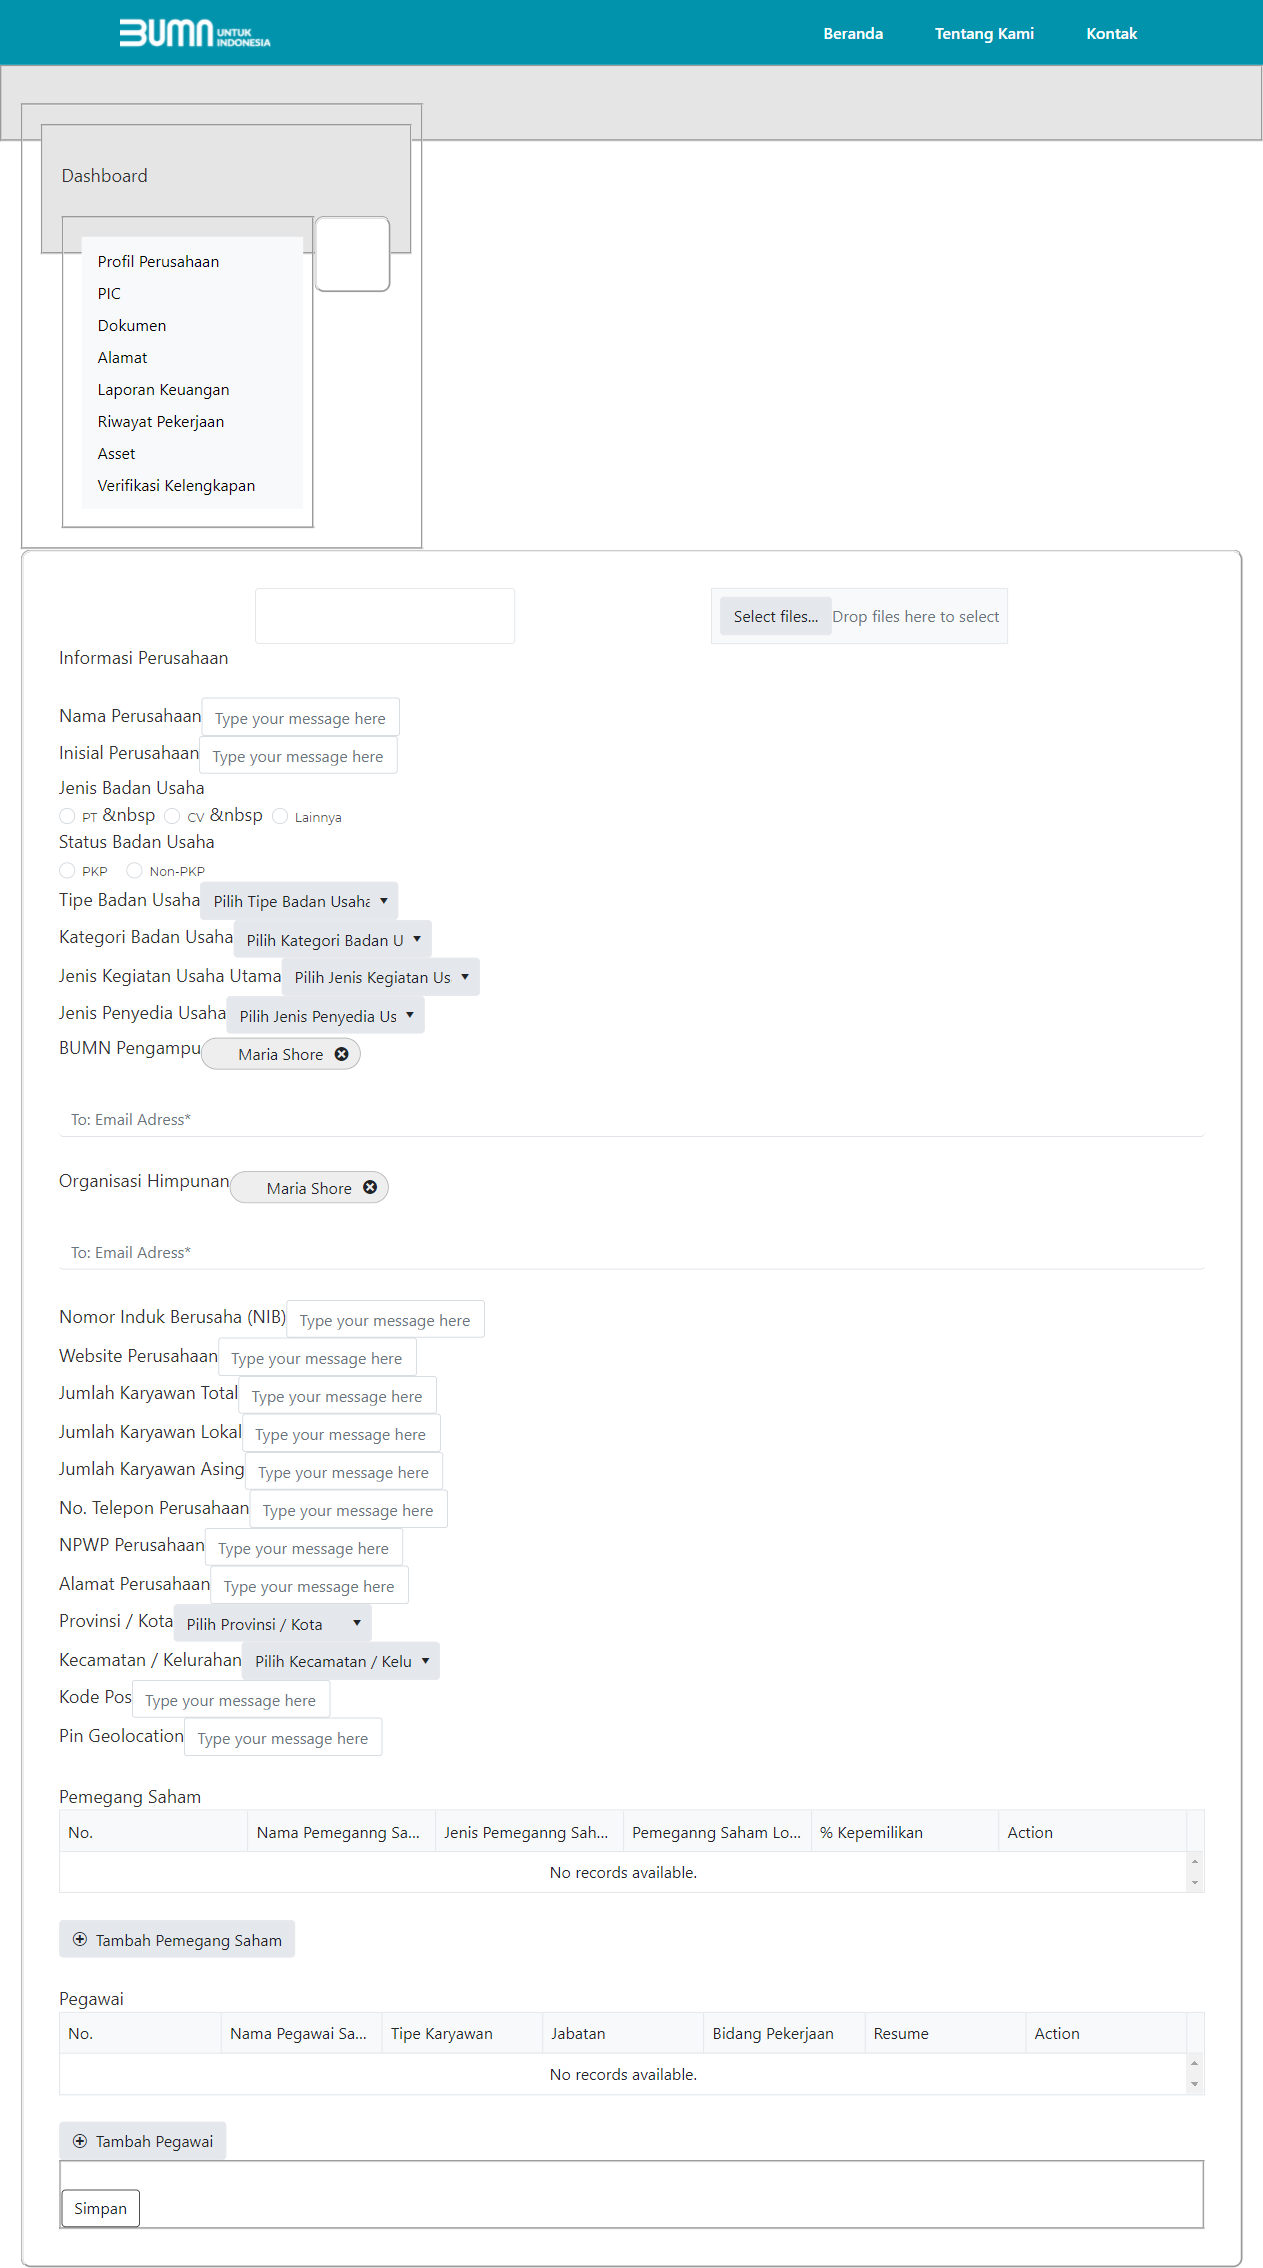 BUMN UNTUK INDONESIA
Beranda Tentang Kami Kontak
Dashboard
Profil Perusahaan
PIC
Dokumen
Alamat
Laporan Keuangan
Riwayat Pekerjaan
Asset
Verifikasi Kelengkapan
Select files... Drop files here to select
Informasi Perusahaan
Nama Perusahaan Type your message here
Inisial Perusahaan Type your message here
Jenis Badan Usaha
PT &nbsp CV &nbsp Lainnya
Status Badan Usaha
PKP Non-PKP
Tipe Badan Usaha Pilih Tipe Badan Usaha
Kategori Badan Usaha Pilih Kategori Badan U
Jenis Kegiatan Usaha Utama Pilih Jenis Kegiatan Us
Jenis Penyedia Usaha Pilih Jenis Penyedia Us
BUMN Pengampu Maria Shore
To: Email Adress*
Organisasi Himpunan Maria Shore
To: Email Adress*
Nomor Induk Berusaha (NIB) Type your message here
Website Perusahaan Type your message here
Jumlah Karyawan Total Type your message here
Jumlah Karyawan Lokal Type your message here
Jumlah Karyawan Asing Type your message here
No. Telepon Perusahaan Type your message here
NPWP Perusahaan Type your message here
Alamat Perusahaan Type your message here
Provinsi / Kota Pilih Provinsi / Kota
Kecamatan / Kelurahan Pilih Kecamatan / Kelu
Kode Pos Type your message here
Pin Geolocation Type your message here
Pemegang Saham
No. Nama Pemeganng Sa... Jenis Pemeganng Sah... Pemeganng Saham Lo... % Kepemilikan Action
No records available.
Tambah Pemegang Saham
Pegawai
No. Nama Pegawai Sa... Tipe Karyawan Jabatan Bidang Pekerjaan Resume Action
No records available.
Tambah Pegawai
Simpan